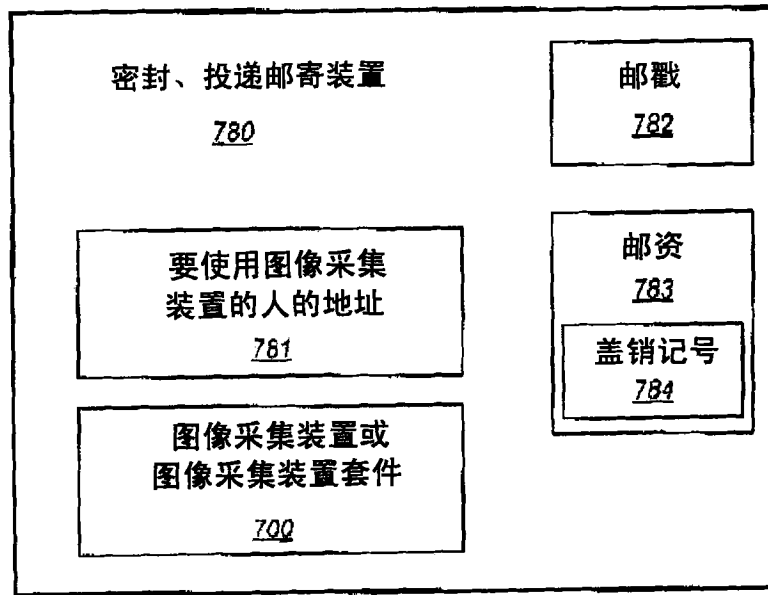 密封、投递邮寄装置
780
邮戳
782
要使用图像采集
装置的人的地址
781
邮资
783
盖销记号
784
图像采集装置或
图像采集装置套件
700